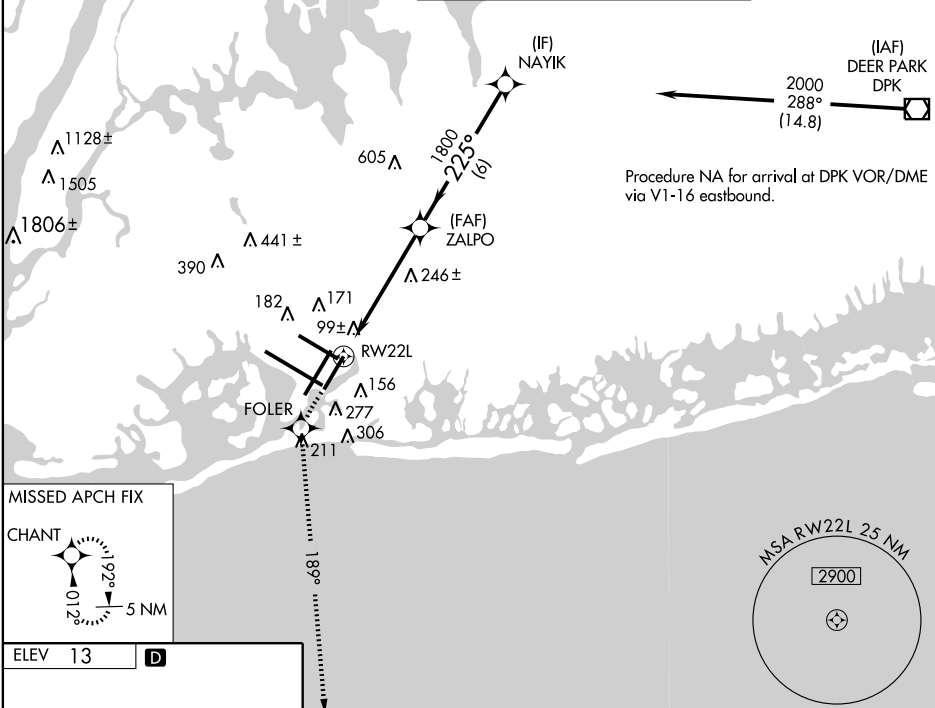 (IF)
NAYIK
(IAF)
DEER PARK
DPK
2000
288°
(14.8)
1128±
1505
1806±
605
1800
225°
(6)
Procedure NA for arrival at DPK VOR/DME
via V1-16 eastbound.
(FAF)
ZALPO
441±
390
246±
182
171
99±
RW22L
156
FOLER
277
306
211
189°
MISSED APCH FIX
CHANT
192°
012°
5 NM
MSA RW22L 25 NM
2900
ELEV 13
D